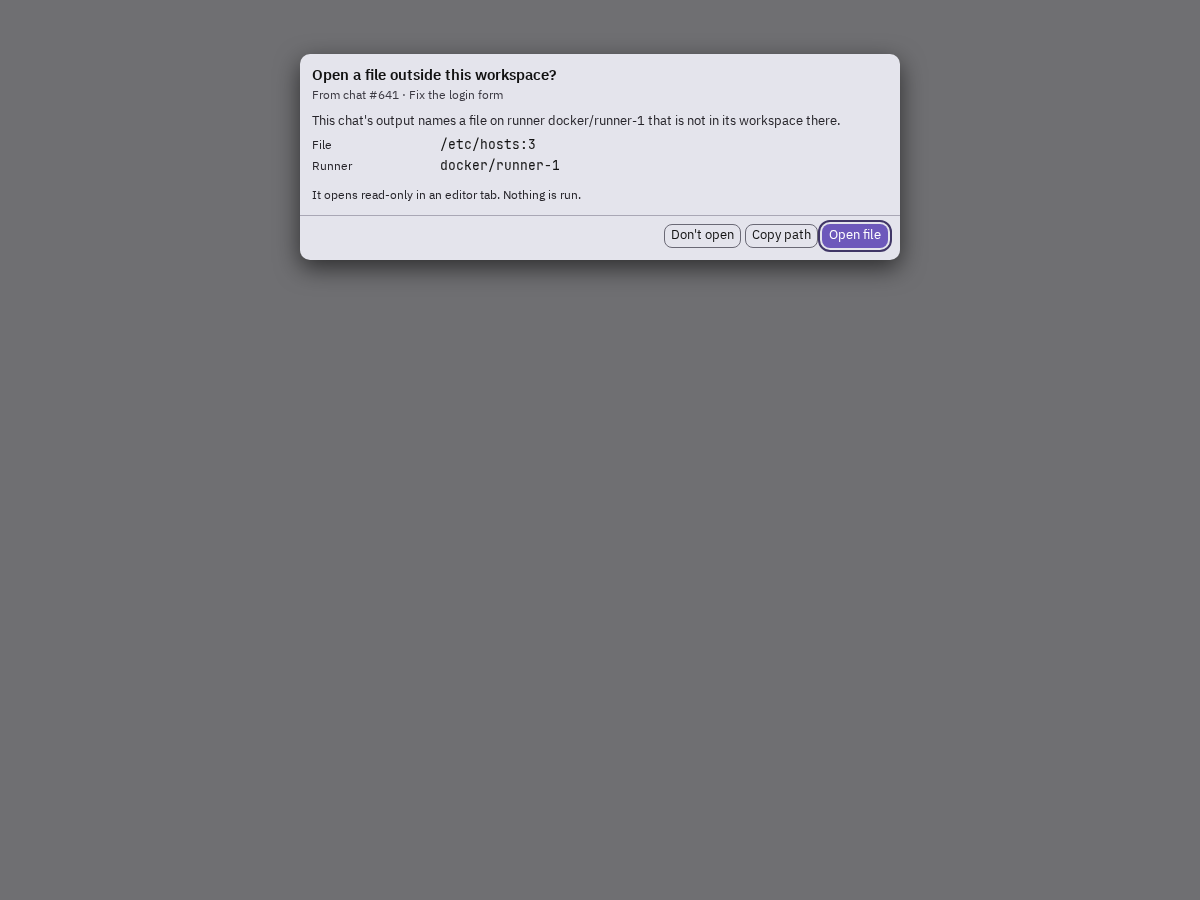 Open a file outside this workspace?
From chat #641 · Fix the login form
This chat's output names a file on runner docker/runner-1 that is not in its workspace there.
File /etc/hosts:3
Runner docker/runner-1
It opens read-only in an editor tab. Nothing is run.
Don't open Copy path Open file